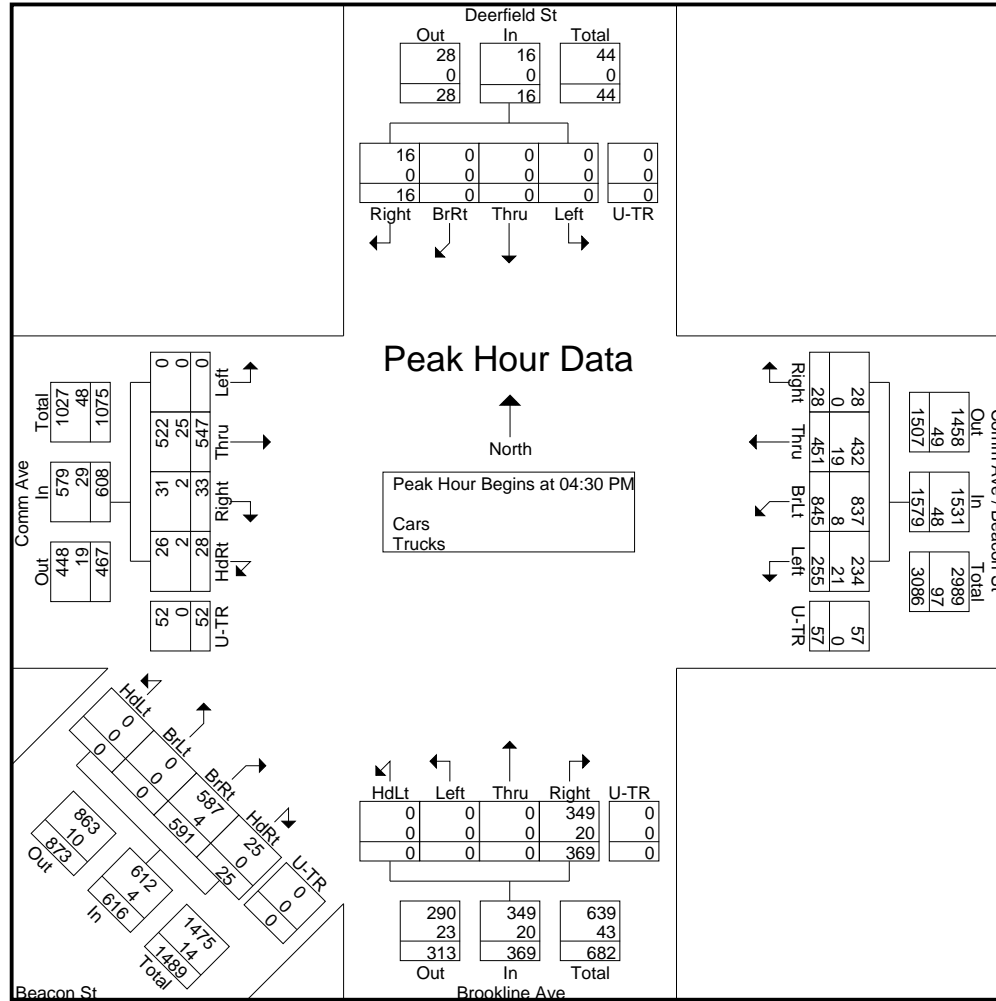 Deerfield St
Out In Total
28 16 44
0 0 0
28 16 44
16 0 0 0 0
0 0 0 0 0
16 0 0 0 0
Right BrRt Thru Left U-TR
Peak Hour Data
North
Peak Hour Begins at 04:30 PM
Cars
Trucks
Comm Ave
Total In Out
1027 579 448
48 29 19
1075 608 467
0 522 31 26 52
0 25 2 2 0
0 547 33 28 52
Left Thru Right HdRt U-TR
Right Thru BrLt Left U-TR
28 451 845 255 57
0 19 8 21 0
28 432 837 234 57
1507 1579 3086
49 48 97
1458 1531 2989
Out In Total
Comm Ave / Beacon St
HdLt BrLt BrRt HdRt U-TR
0 0 587 25 0
0 0 4 0 0
0 0 591 25 0
863 612 1475
10 4 14
873 616 1489
Out In Total
Beacon St
HdLt Left Thru Right U-TR
0 0 0 349 0
0 0 0 20 0
0 0 0 369 0
290 349 639
23 20 43
313 369 682
Out In Total
Brookline Ave